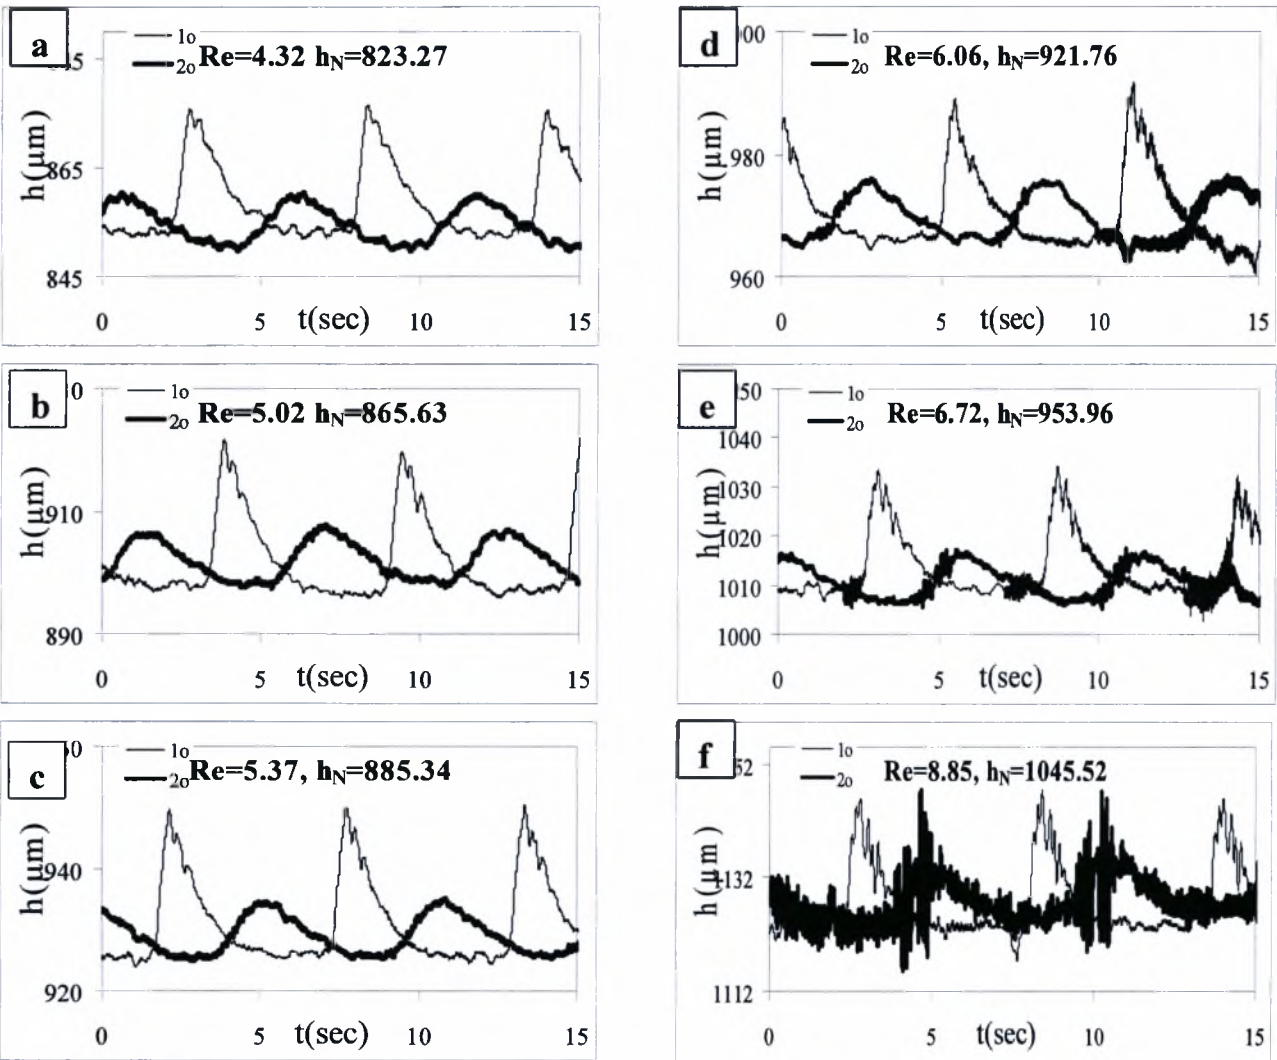 a
1o
2o
Re=4.32 h_N=823.27
865
845
h(μm)
0
5
t(sec)
10
15
b
1o
2o
Re=5.02 h_N=865.63
910
890
h(μm)
0
5
t(sec)
10
15
c
1o
2o
Re=5.37, h_N=885.34
940
920
h(μm)
0
5
t(sec)
10
15
d
1o
2o
Re=6.06, h_N=921.76
980
960
h(μm)
0
5
t(sec)
10
15
e
1o
2o
Re=6.72, h_N=953.96
1040
1030
1020
1010
1000
h(μm)
0
5
t(sec)
10
15
f
1o
2o
Re=8.85, h_N=1045.52
1132
1112
h(μm)
0
5
t(sec)
10
15